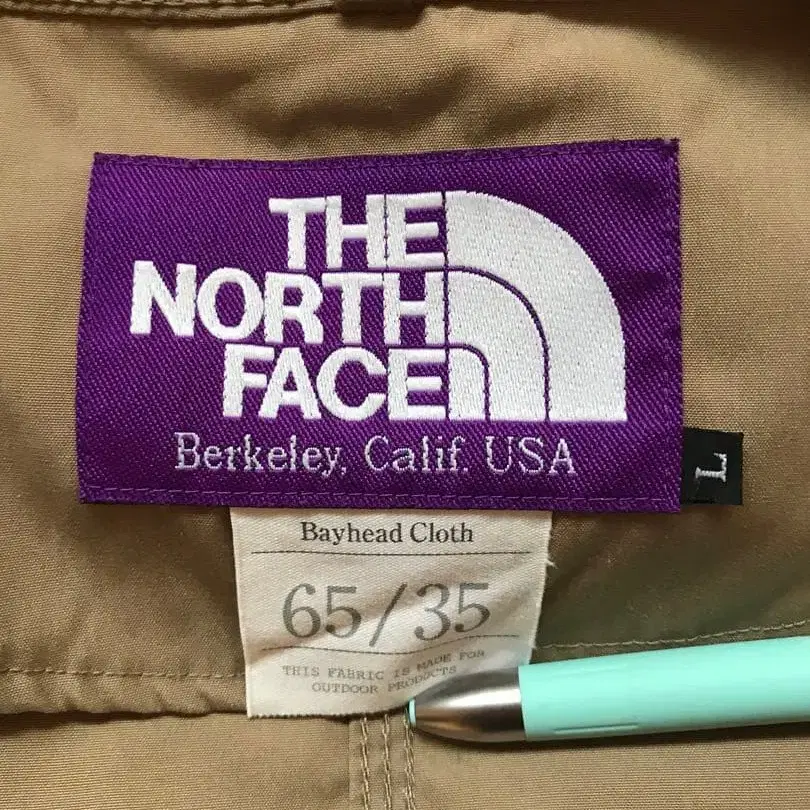 THE
NORTH
FACE
Berkeley, Calif. USA
L
Bayhead Cloth
65/35
THIS FABRIC IS MADE FOR
OUTDOOR PRODUCTS